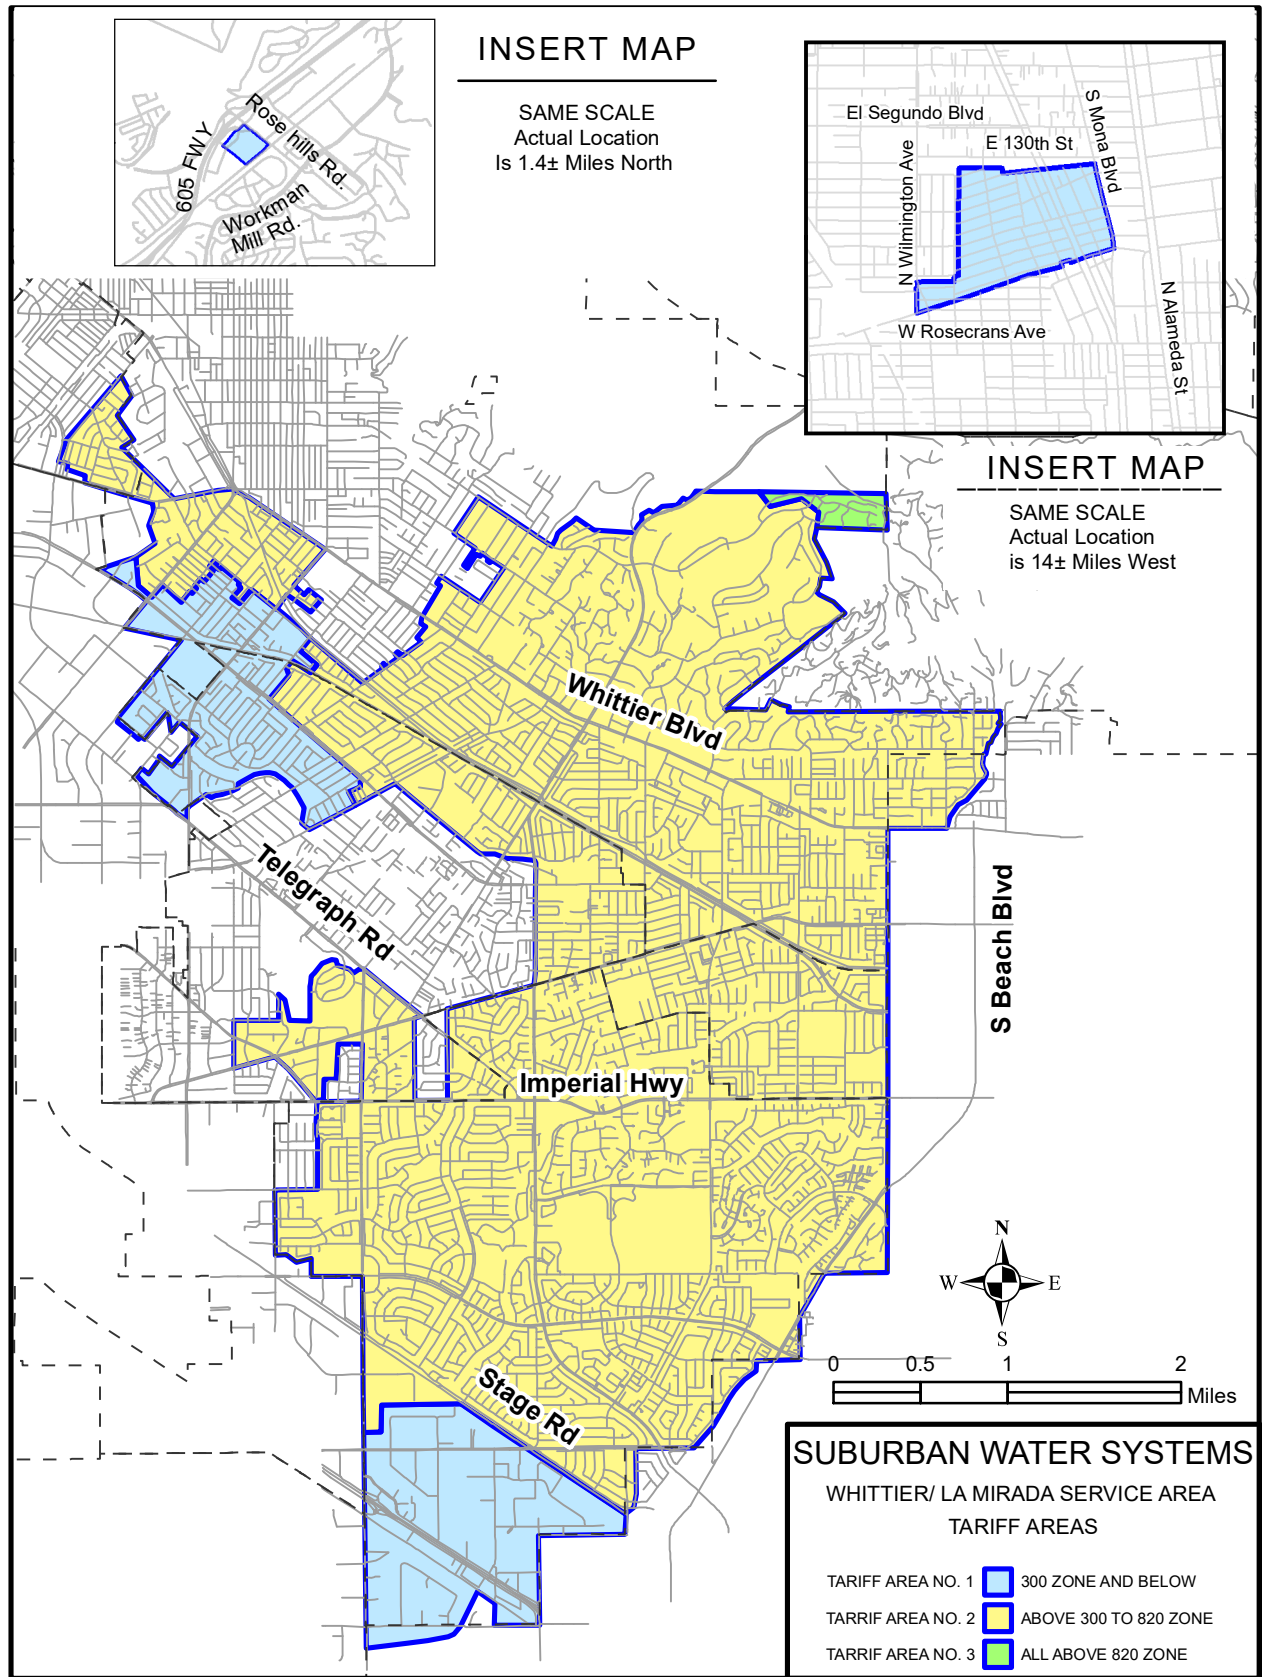 INSERT MAP
SAME SCALE
Actual Location
Is 1.4± Miles North
Rose hills Rd.
605 FWY
Workman
Mill Rd.
El Segundo Blvd
S Mona Blvd
E 130th St
N Wilmington Ave
N Alameda St
W Rosecrans Ave
INSERT MAP
SAME SCALE
Actual Location
is 14± Miles West
Whittier Blvd
Telegraph Rd
S Beach Blvd
Imperial Hwy
Stage Rd
N
W
E
S
0 0.5 1 2
Miles
SUBURBAN WATER SYSTEMS
WHITTIER/ LA MIRADA SERVICE AREA
TARIFF AREAS
TARIFF AREA NO. 1 300 ZONE AND BELOW
TARRIF AREA NO. 2 ABOVE 300 TO 820 ZONE
TARRIF AREA NO. 3 ALL ABOVE 820 ZONE